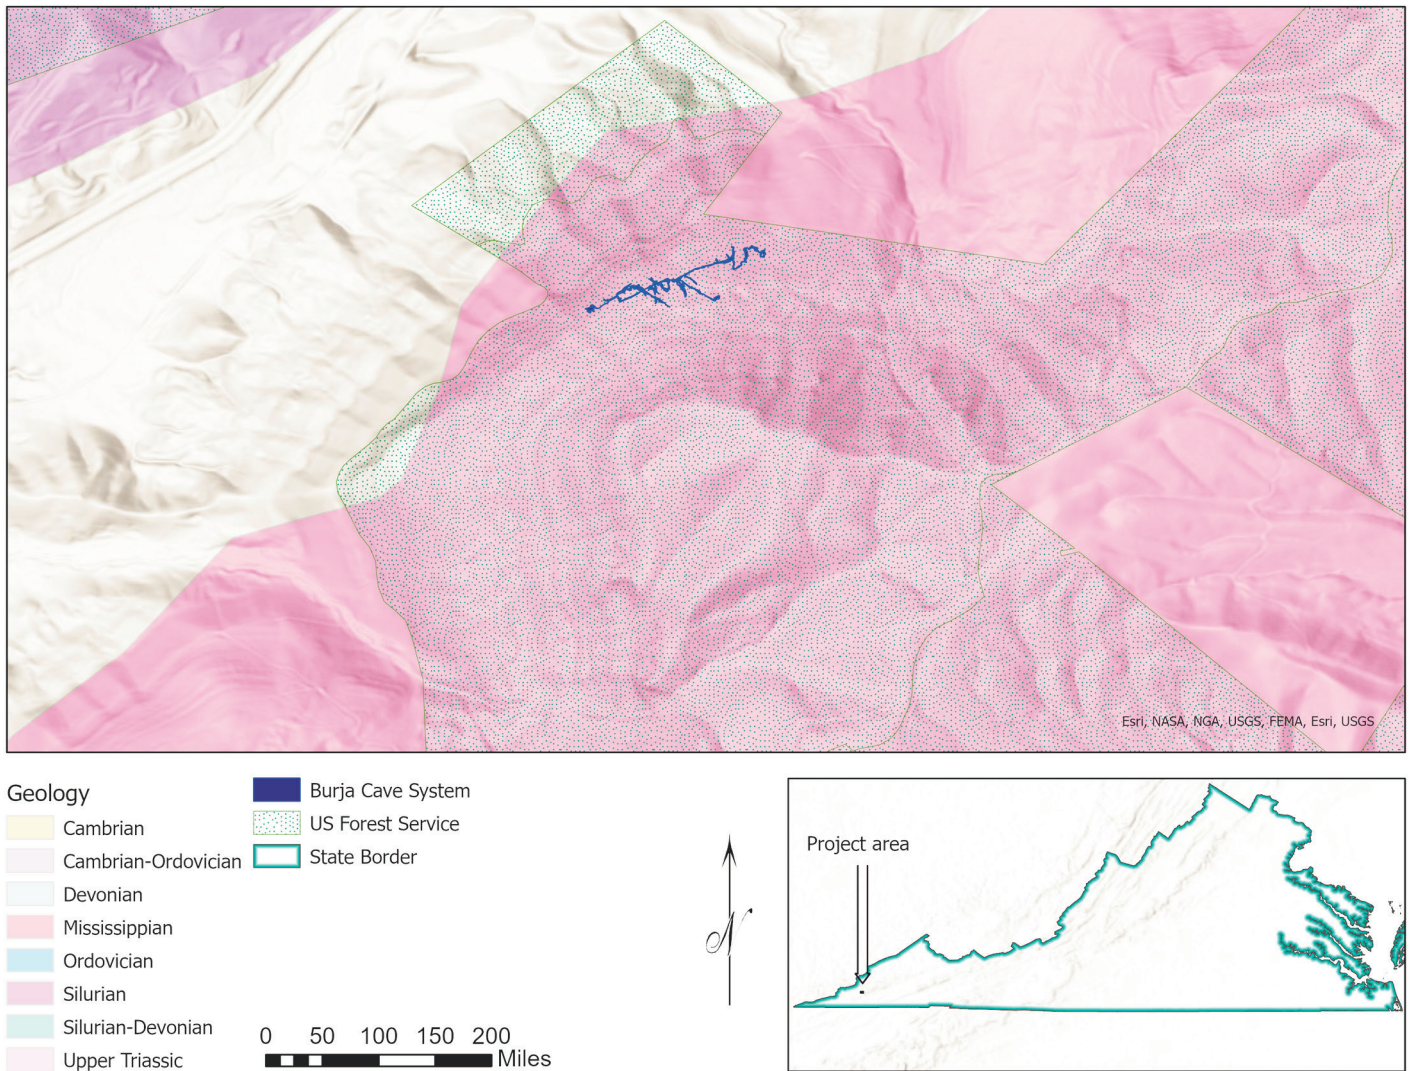 Esri, NASA, NGA, USGS, FEMA, Esri, USGS
Geology
Cambrian
Cambrian-Ordovician
Devonian
Mississippian
Ordovician
Silurian
Silurian-Devonian
Upper Triassic
Burja Cave System
US Forest Service
State Border
0 50 100 150 200
Miles
N
Project area